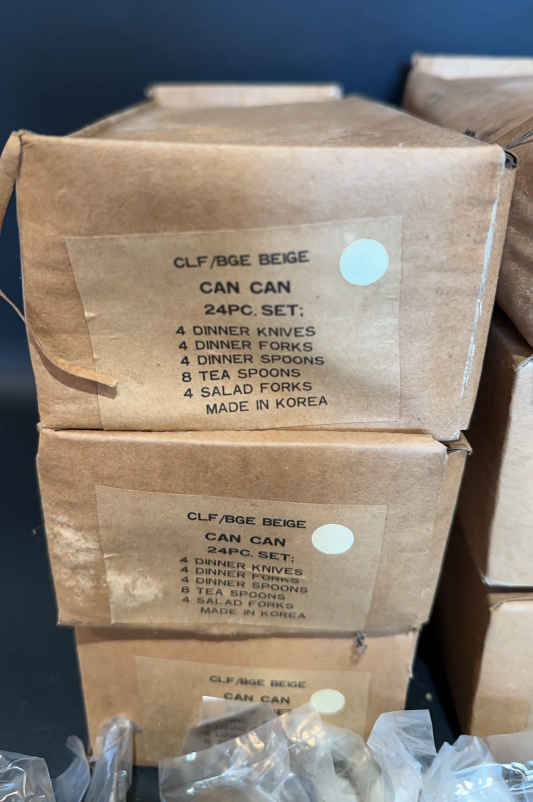 CLF/BGE BEIGE
CAN CAN
24PC. SET:
4 DINNER KNIVES
4 DINNER FORKS
4 DINNER SPOONS
8 TEA SPOONS
4 SALAD FORKS
MADE IN KOREA
CLF/BGE BEIGE
CAN CAN
24PC. SET:
4 DINNER KNIVES
4 DINNER FORKS
4 DINNER SPOONS
8 TEA SPOONS
4 SALAD FORKS
MADE IN KOREA
CLF/BGE BEIGE
CAN CAN